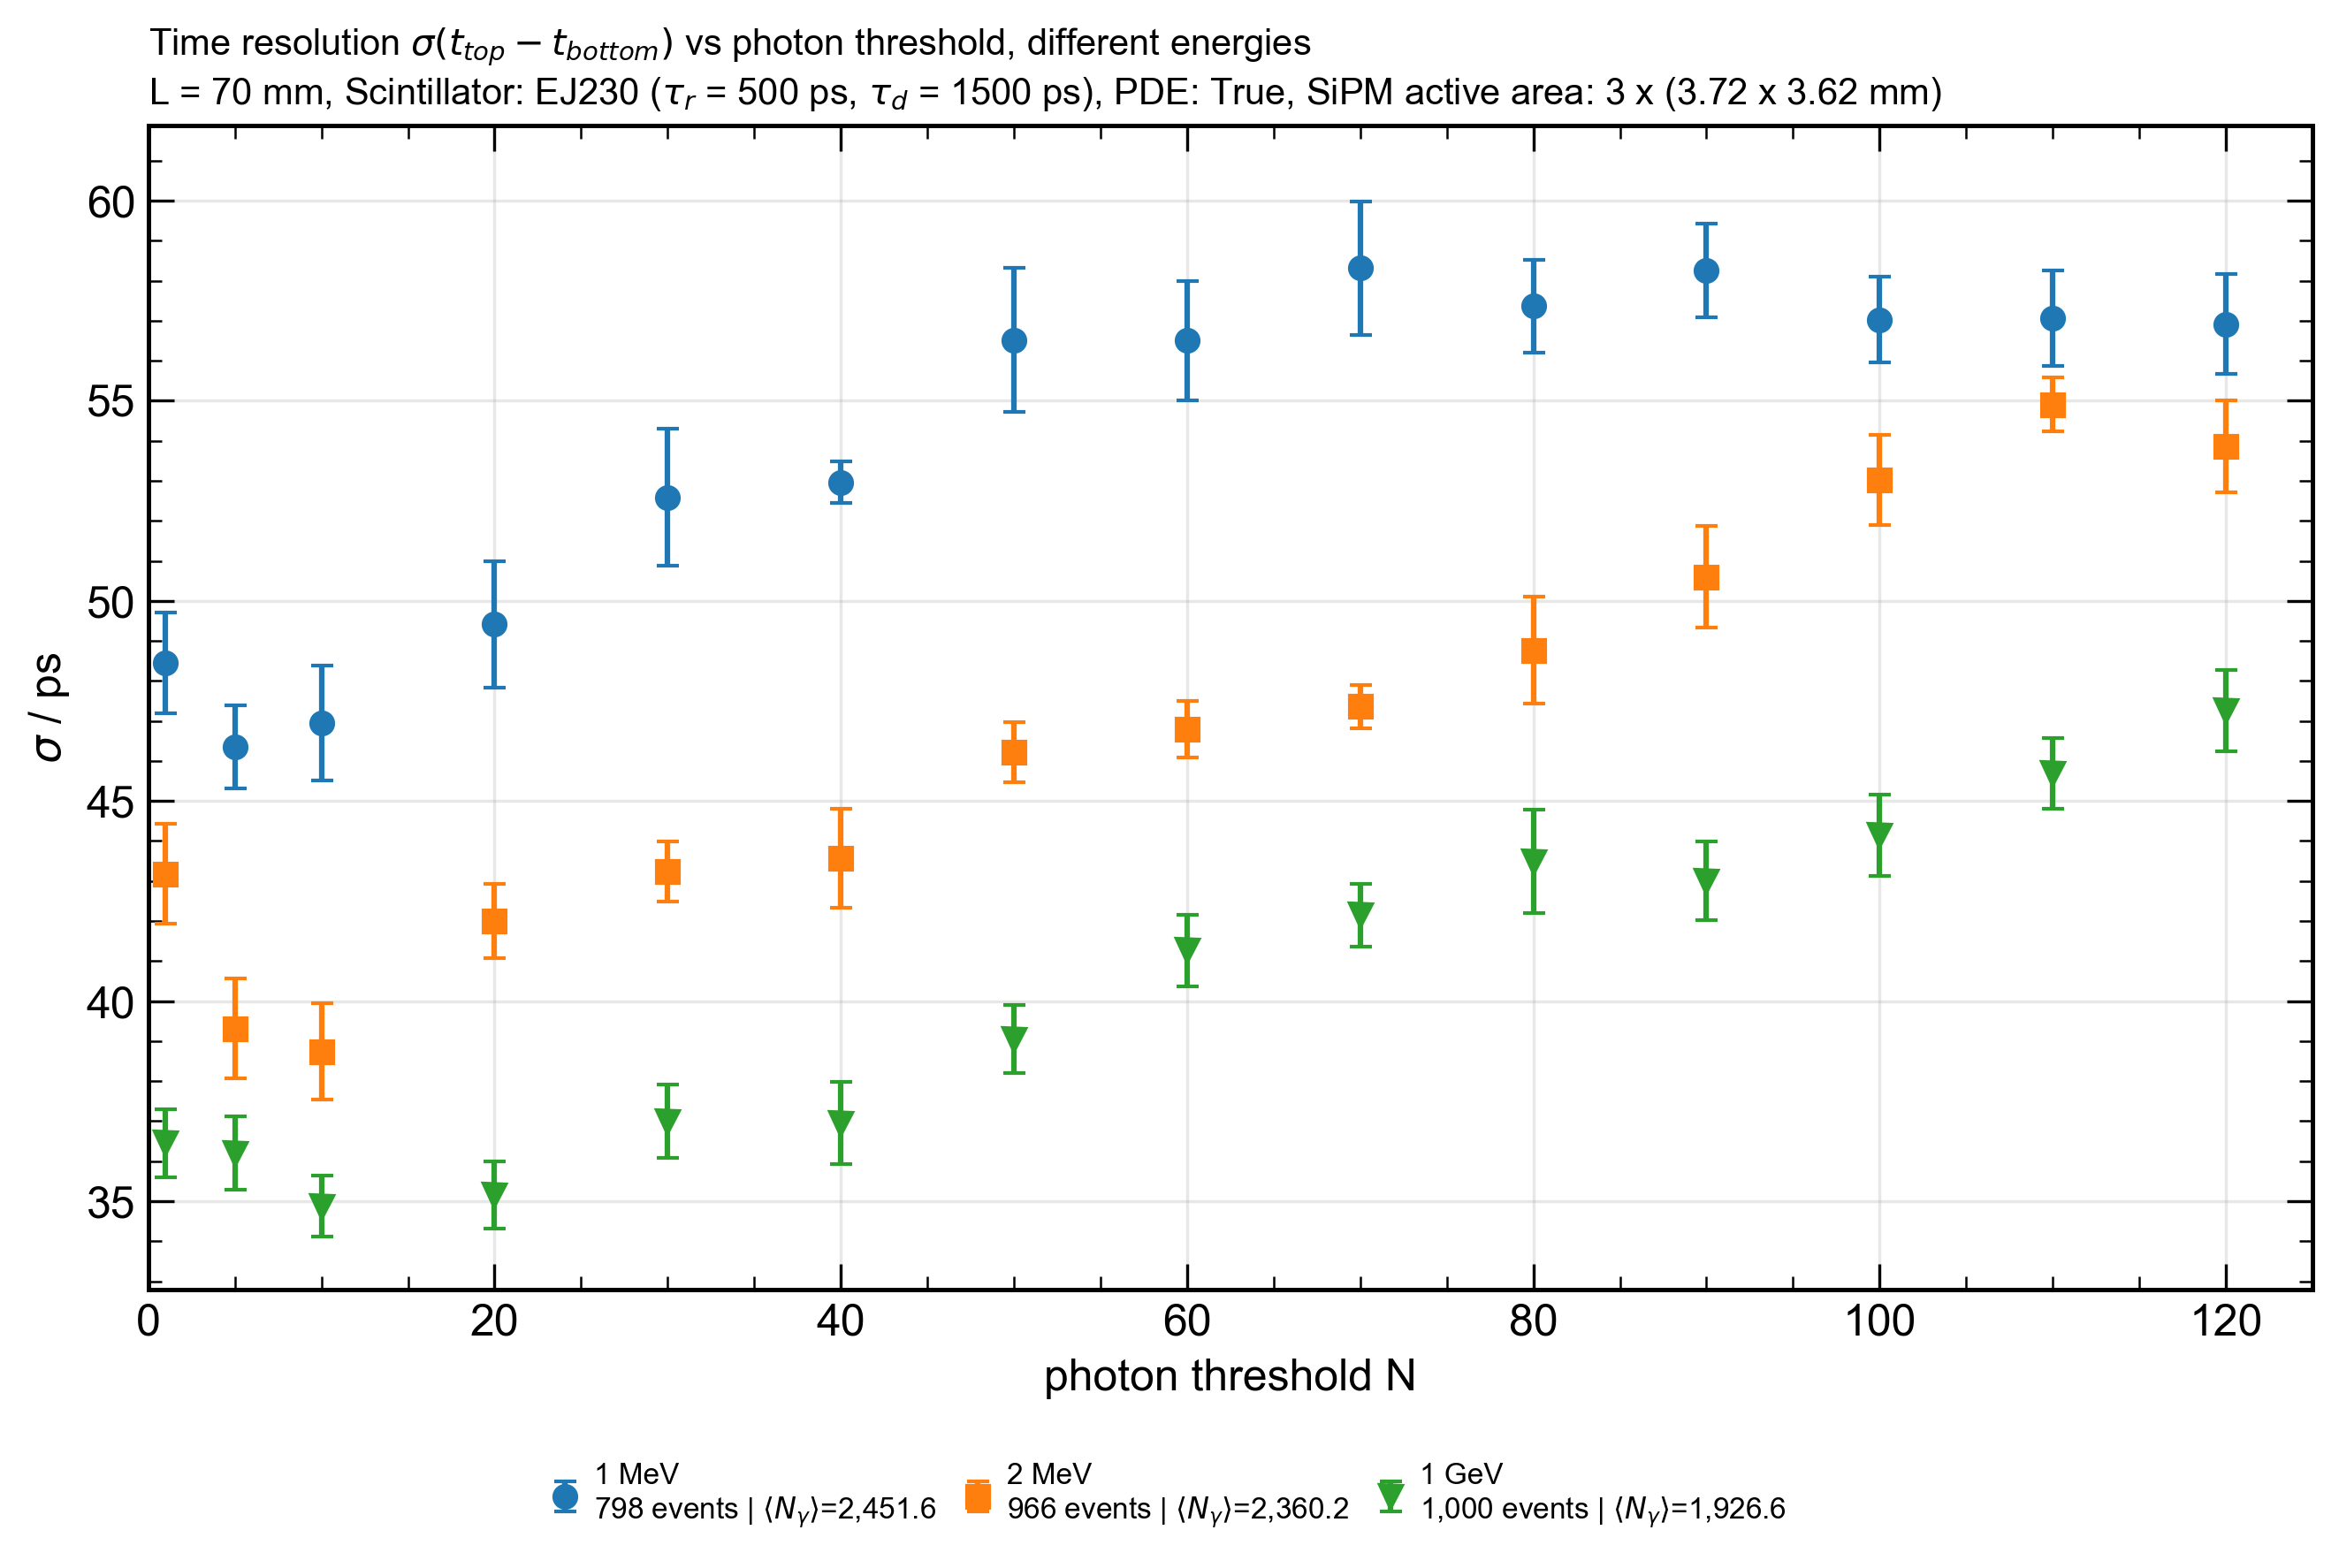 Time resolution σ(t_top − t_bottom) vs photon threshold, different energies
L = 70 mm, Scintillator: EJ230 (τ_r = 500 ps, τ_d = 1500 ps), PDE: True, SiPM active area: 3 x (3.72 x 3.62 mm)
60
55
50
45
40
35
σ / ps
0 20 40 60 80 100 120
photon threshold N
1 MeV
798 events | ⟨N_γ⟩=2,451.6
2 MeV
966 events | ⟨N_γ⟩=2,360.2
1 GeV
1,000 events | ⟨N_γ⟩=1,926.6